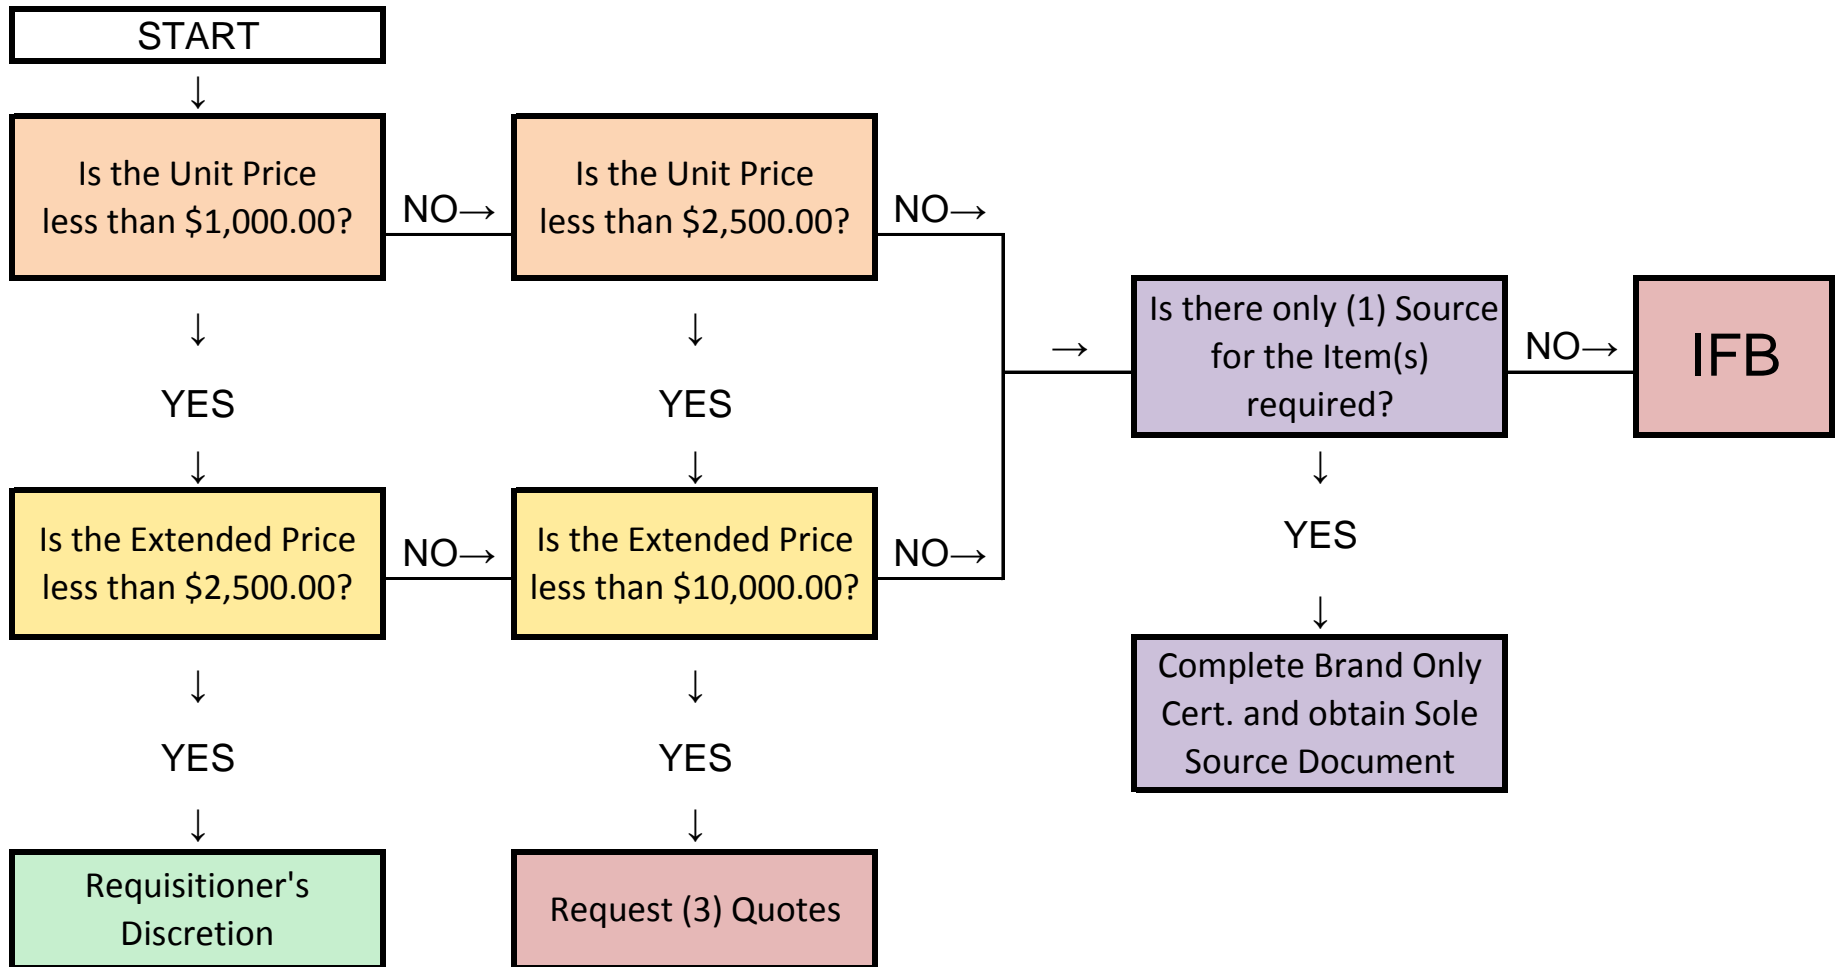 START
↓
Is the Unit Price
less than $1,000.00?
NO→
Is the Unit Price
less than $2,500.00?
NO→
↓
YES
↓
↓
YES
↓
→
Is there only (1) Source
for the Item(s)
required?
NO→
IFB
Is the Extended Price
less than $2,500.00?
NO→
Is the Extended Price
less than $10,000.00?
NO→
↓
YES
↓
↓
YES
↓
↓
YES
↓
Complete Brand Only
Cert. and obtain Sole
Source Document
Requisitioner's
Discretion
Request (3) Quotes